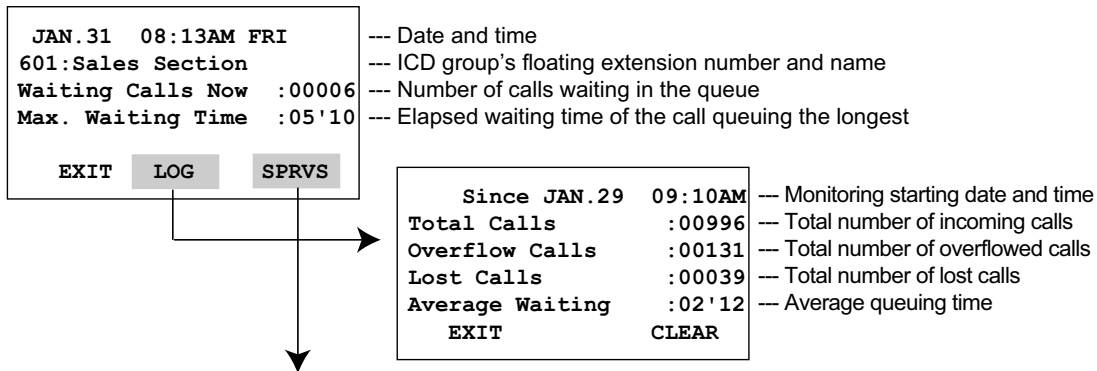 JAN.31 08:13AM FRI --- Date and time
601:Sales Section --- ICD group’s floating extension number and name
Waiting Calls Now :00006 --- Number of calls waiting in the queue
Max. Waiting Time :05'10 --- Elapsed waiting time of the call queuing the longest
EXIT LOG SPRVS
Since JAN.29 09:10AM --- Monitoring starting date and time
Total Calls :00996 --- Total number of incoming calls
Overflow Calls :00131 --- Total number of overflowed calls
Lost Calls :00039 --- Total number of lost calls
Average Waiting :02'12 --- Average queuing time
EXIT CLEAR